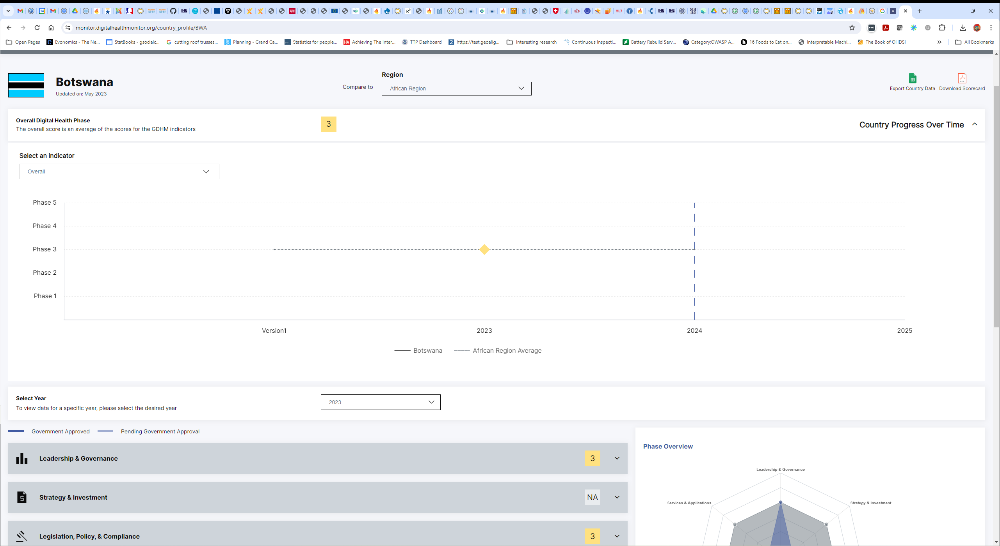 monitor.digitalhealthmonitor.org/country_profile/BWA
Open Pages
Evonomics - The Ne...
StatBooks - gsocialc...
cutting roof trusses...
Planning - Grand Ca...
Statistics for people...
Achieving The Inter...
TTP Dashboard
https://test.geoalig...
Interesting research
Continuous Inspecti...
Battery Rebuild Serv...
Category:OWASP A...
16 Foods to Eat on...
Interpretable Machi...
The Book of OHDSI
All Bookmarks
Botswana
Updated on: May 2023
Compare to
Region
African Region
Export Country Data
Download Scorecard
Overall Digital Health Phase
The overall score is an average of the scores for the GDHM indicators
3
Country Progress Over Time
Select an indicator
Overall
Phase 5
Phase 4
Phase 3
Phase 2
Phase 1
Version1
2023
2024
2025
Botswana
African Region Average
Select Year
To view data for a specific year, please select the desired year
2023
Government Approved
Pending Government Approval
Leadership & Governance
3
Strategy & Investment
NA
Legislation, Policy, & Compliance
3
Phase Overview
Leadership & Governance
Services & Applications
Strategy & Investment